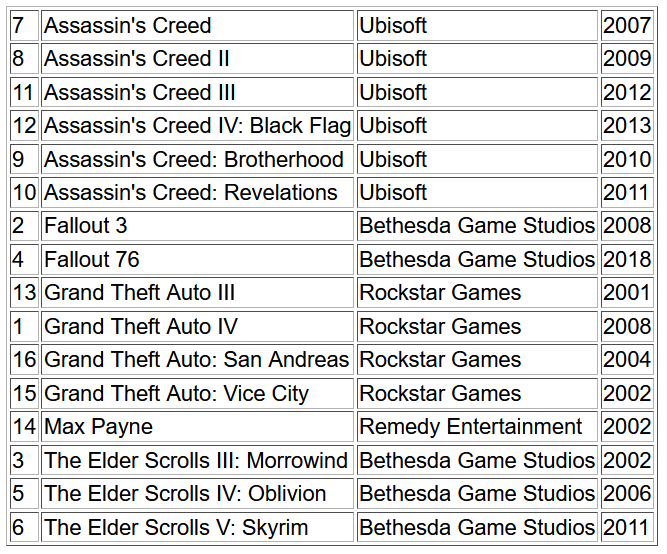 7 Assassin's Creed Ubisoft 2007
8 Assassin's Creed II Ubisoft 2009
11 Assassin's Creed III Ubisoft 2012
12 Assassin's Creed IV: Black Flag Ubisoft 2013
9 Assassin's Creed: Brotherhood Ubisoft 2010
10 Assassin's Creed: Revelations Ubisoft 2011
2 Fallout 3 Bethesda Game Studios 2008
4 Fallout 76 Bethesda Game Studios 2018
13 Grand Theft Auto III Rockstar Games 2001
1 Grand Theft Auto IV Rockstar Games 2008
16 Grand Theft Auto: San Andreas Rockstar Games 2004
15 Grand Theft Auto: Vice City Rockstar Games 2002
14 Max Payne Remedy Entertainment 2002
3 The Elder Scrolls III: Morrowind Bethesda Game Studios 2002
5 The Elder Scrolls IV: Oblivion Bethesda Game Studios 2006
6 The Elder Scrolls V: Skyrim Bethesda Game Studios 2011